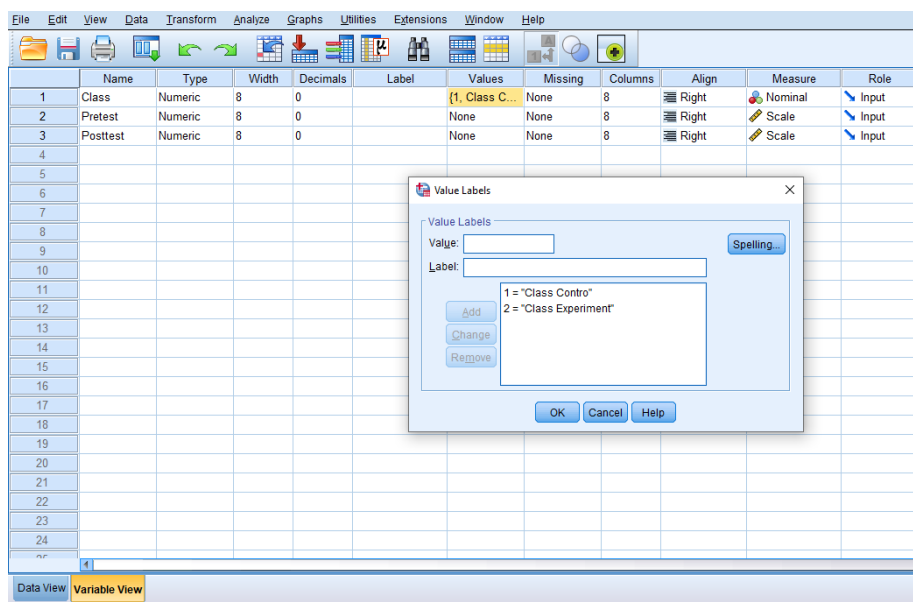 File Edit View Data Transform Analyze Graphs Utilities Extensions Window Help
Name Type Width Decimals Label Values Missing Columns Align Measure Role
1 Class Numeric 8 0 {1, Class C... None 8 Right Nominal Input
2 Pretest Numeric 8 0 None None 8 Right Scale Input
3 Posttest Numeric 8 0 None None 8 Right Scale Input
4
5
6
7
8
9
10
11
12
13
14
15
16
17
18
19
20
21
22
23
24
Value Labels
Value Labels
Value:
Spelling...
Label:
1 = "Class Contro"
2 = "Class Experiment"
Add
Change
Remove
OK Cancel Help
Data View Variable View